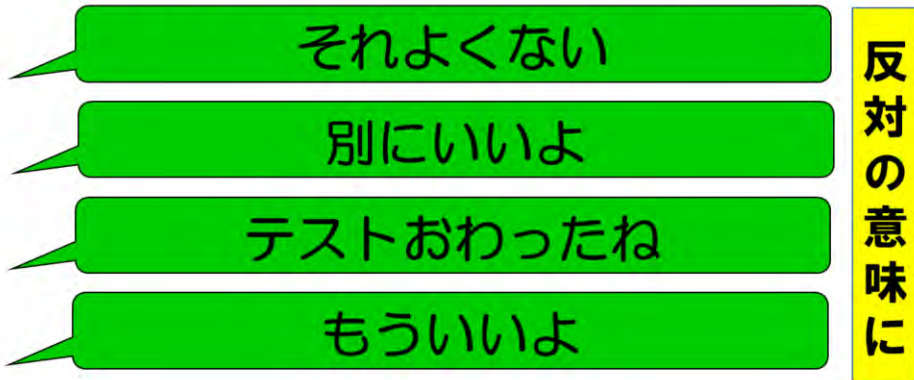 それよくない
別にいいよ
テストおわったね
もういいよ
反対の意味に